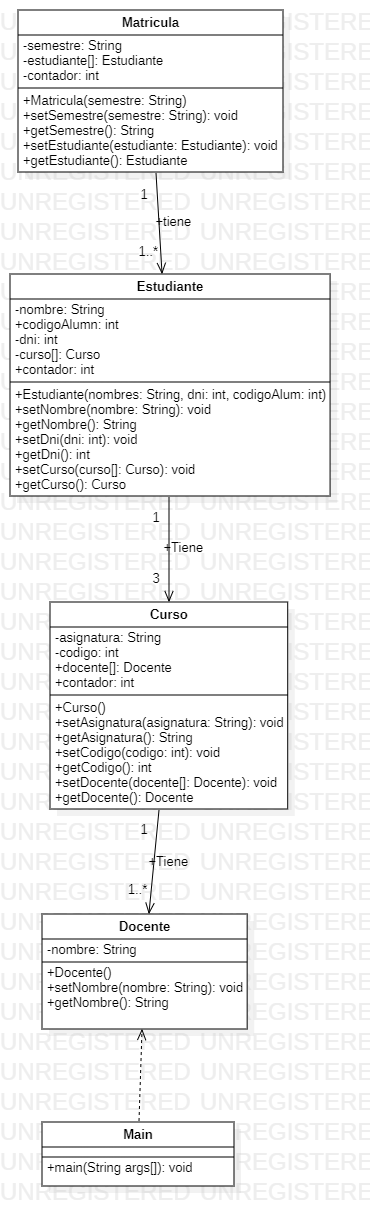 Matricula
-semestre: String
-estudiante[]: Estudiante
-contador: int
+Matricula(semestre: String)
+setSemestre(semestre: String): void
+getSemestre(): String
+setEstudiante(estudiante: Estudiante): void
+getEstudiante(): Estudiante
1
+tiene
1..*
Estudiante
-nombre: String
+codigoAlumn: int
-dni: int
-curso[]: Curso
+contador: int
+Estudiante(nombres: String, dni: int, codigoAlum: int)
+setNombre(nombre: String): void
+getNombre(): String
+setDni(dni: int): void
+getDni(): int
+setCurso(curso[]: Curso): void
+getCurso(): Curso
1
+Tiene
3
Curso
-asignatura: String
-codigo: int
+docente[]: Docente
+contador: int
+Curso()
+setAsignatura(asignatura: String): void
+getAsignatura(): String
+setCodigo(codigo: int): void
+getCodigo(): int
+setDocente(docente[]: Docente): void
+getDocente(): Docente
1
+Tiene
1..*
Docente
-nombre: String
+Docente()
+setNombre(nombre: String): void
+getNombre(): String
Main
+main(String args[]): void
UNREGISTERED UNREGISTERED